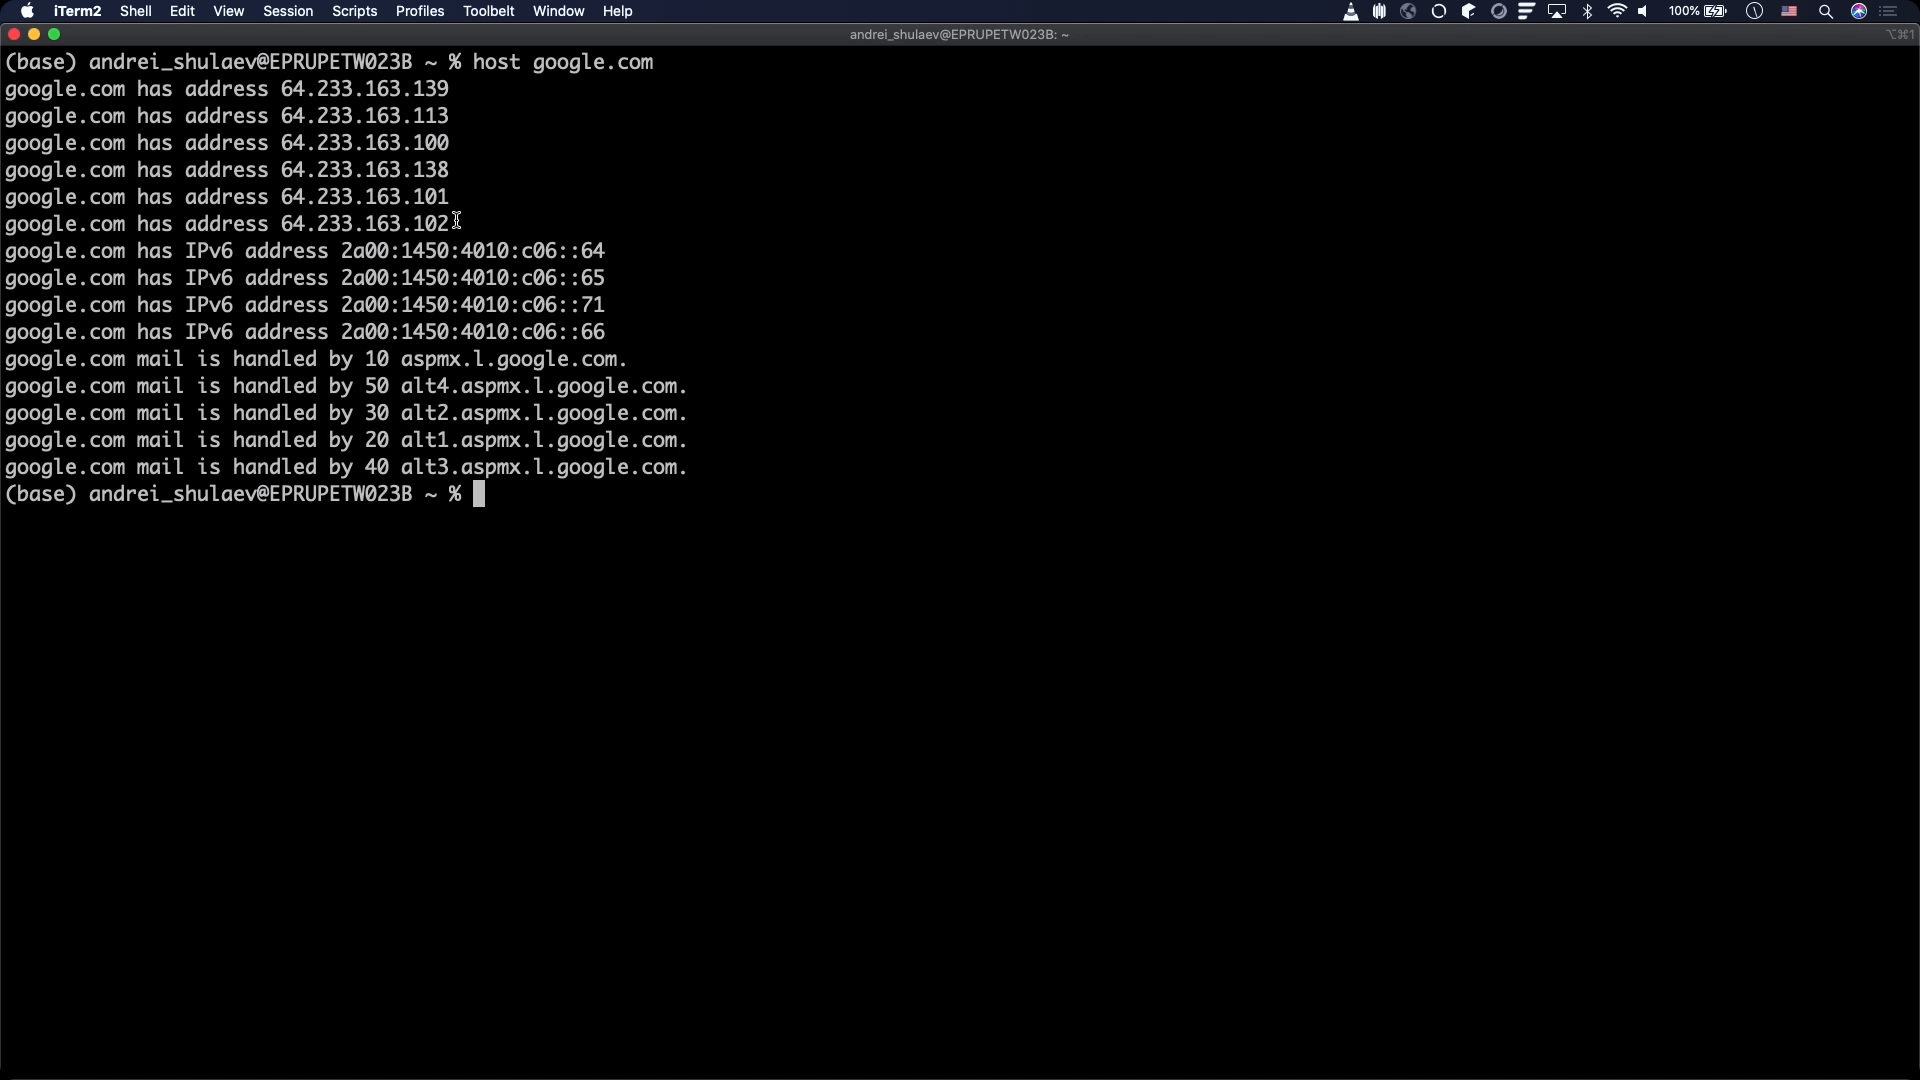 iTerm2 Shell Edit View Session Scripts Profiles Toolbelt Window Help 100%
andrei_shulaev@EPRUPETW023B: ~ ⌥⌘1
(base) andrei_shulaev@EPRUPETW023B ~ % host google.com
google.com has address 64.233.163.139
google.com has address 64.233.163.113
google.com has address 64.233.163.100
google.com has address 64.233.163.138
google.com has address 64.233.163.101
google.com has address 64.233.163.102
google.com has IPv6 address 2a00:1450:4010:c06::64
google.com has IPv6 address 2a00:1450:4010:c06::65
google.com has IPv6 address 2a00:1450:4010:c06::71
google.com has IPv6 address 2a00:1450:4010:c06::66
google.com mail is handled by 10 aspmx.l.google.com.
google.com mail is handled by 50 alt4.aspmx.l.google.com.
google.com mail is handled by 30 alt2.aspmx.l.google.com.
google.com mail is handled by 20 alt1.aspmx.l.google.com.
google.com mail is handled by 40 alt3.aspmx.l.google.com.
(base) andrei_shulaev@EPRUPETW023B ~ %